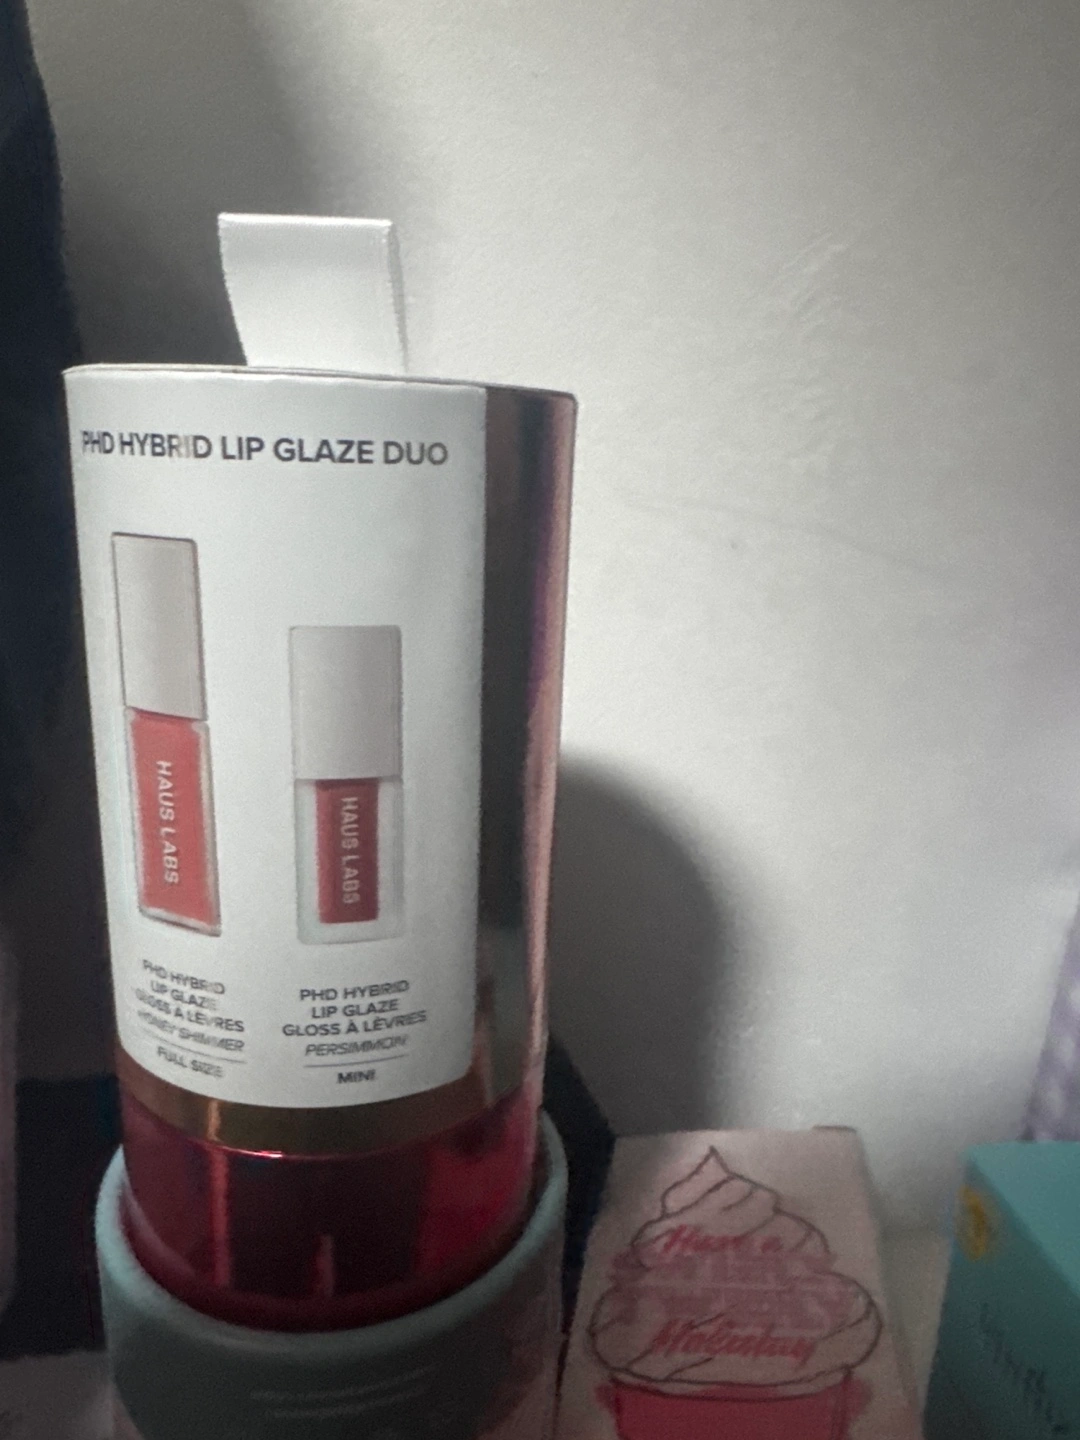 PHD HYBRID LIP GLAZE DUO
HAUS LABS
HAUS LABS
PHD HYBRID
LIP GLAZE
GLOSS À LÈVRES
HONEY SHIMMER
FULL SIZE
PHD HYBRID
LIP GLAZE
GLOSS À LÈVRES
PERSIMMON
MINI
Have a